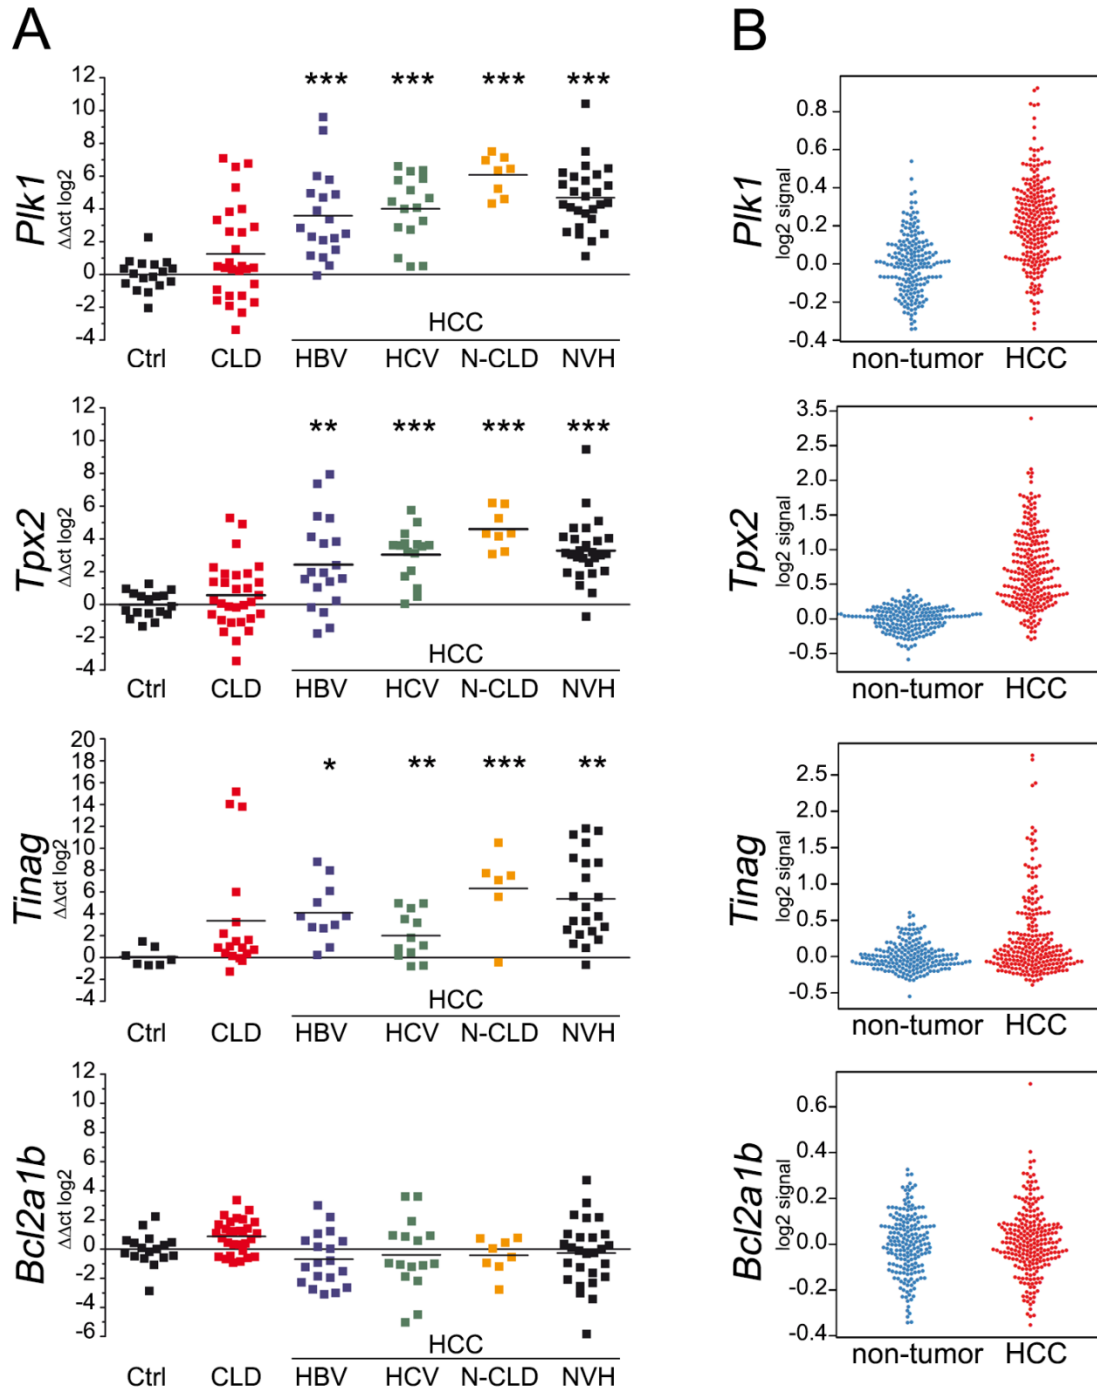 A
B
Plk1
ΔΔct log2
12
10
8
6
4
2
0
-2
-4
*** *** *** ***
HCC
Ctrl CLD HBV HCV N-CLD NVH
Plk1
log2 signal
0.8
0.6
0.4
0.2
0.0
-0.2
-0.4
non-tumor HCC
Tpx2
ΔΔct log2
12
10
8
6
4
2
0
-2
-4
** *** *** ***
HCC
Ctrl CLD HBV HCV N-CLD NVH
Tpx2
log2 signal
3.5
2.5
2.0
1.5
1.0
0.5
0.0
-0.5
non-tumor HCC
Tinag
ΔΔct log2
20
18
16
14
12
10
8
6
4
2
0
-2
-4
* ** *** **
HCC
Ctrl CLD HBV HCV N-CLD NVH
Tinag
log2 signal
2.5
2.0
1.5
1.0
0.5
0.0
-0.5
non-tumor HCC
Bcl2a1b
ΔΔct log2
12
10
8
6
4
2
0
-2
-4
-6
HCC
Ctrl CLD HBV HCV N-CLD NVH
Bcl2a1b
log2 signal
0.6
0.4
0.2
0.0
-0.2
-0.4
non-tumor HCC